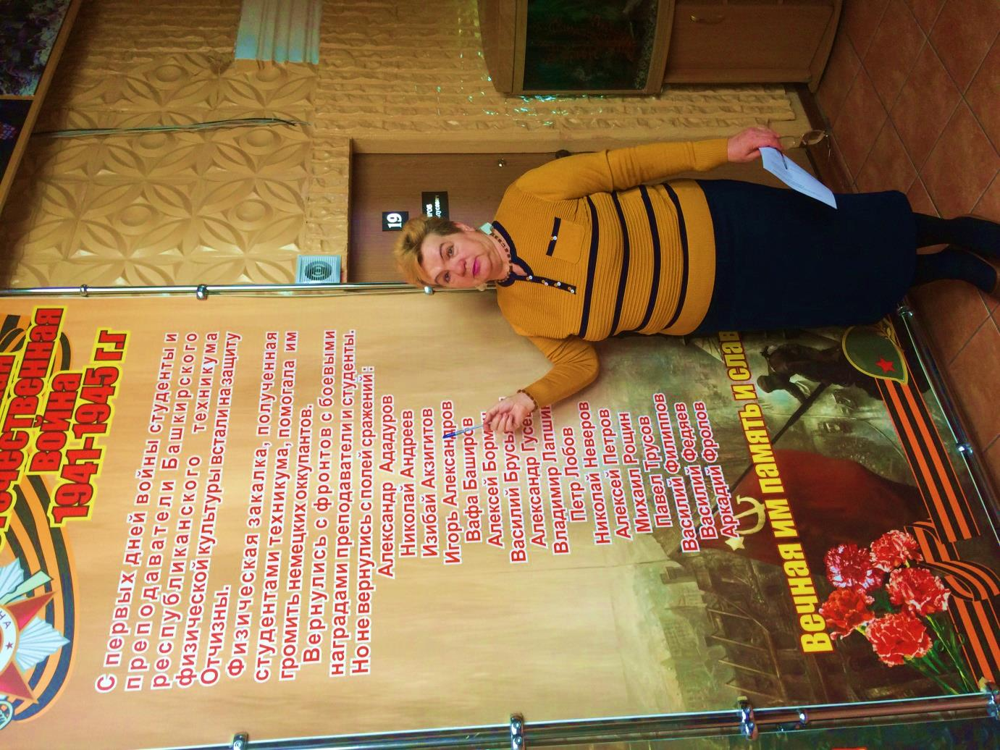 Отечественная
война
1941-1945 г.г
С первых дней войны студенты и
преподаватели Башкирского
республиканского техникума
физической культуры встали на защиту
Отчизны.
Физическая закалка, полученная
студентами техникума, помогала им
громить немецких оккупантов.
Вернулись с фронтов с боевыми
наградами преподаватели и студенты.
Но не вернулись с полей сражений:
Александр Ададуров
Николай Андреев
Изибай Акзигитов
Игорь Александров
Вафа Баширов
Алексей
Василий
Александр
Владимир Лапшин
Петр Лобов
Николай Неверов
Алексей Петров
Михаил Рощин
Павел Трусов
Василий Филиппов
Василий Федяев
Аркадий Фролов
Вечная им память и
19